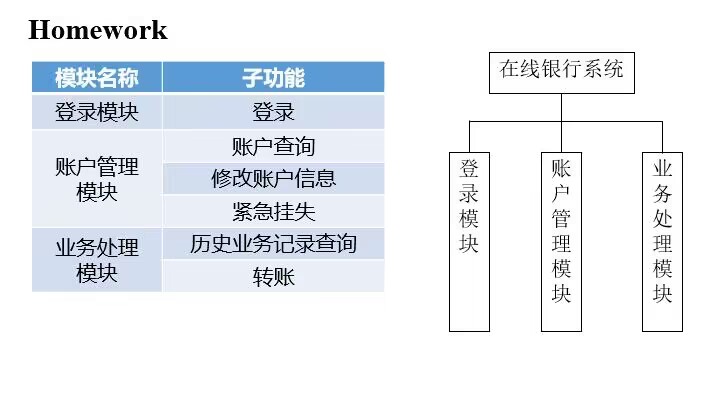 Homework
模块名称 子功能
登录模块 登录
账户管理
模块
账户查询
修改账户信息
紧急挂失
业务处理
模块
历史业务记录查询
转账
在线银行系统
登录模块
账户管理模块
业务处理模块